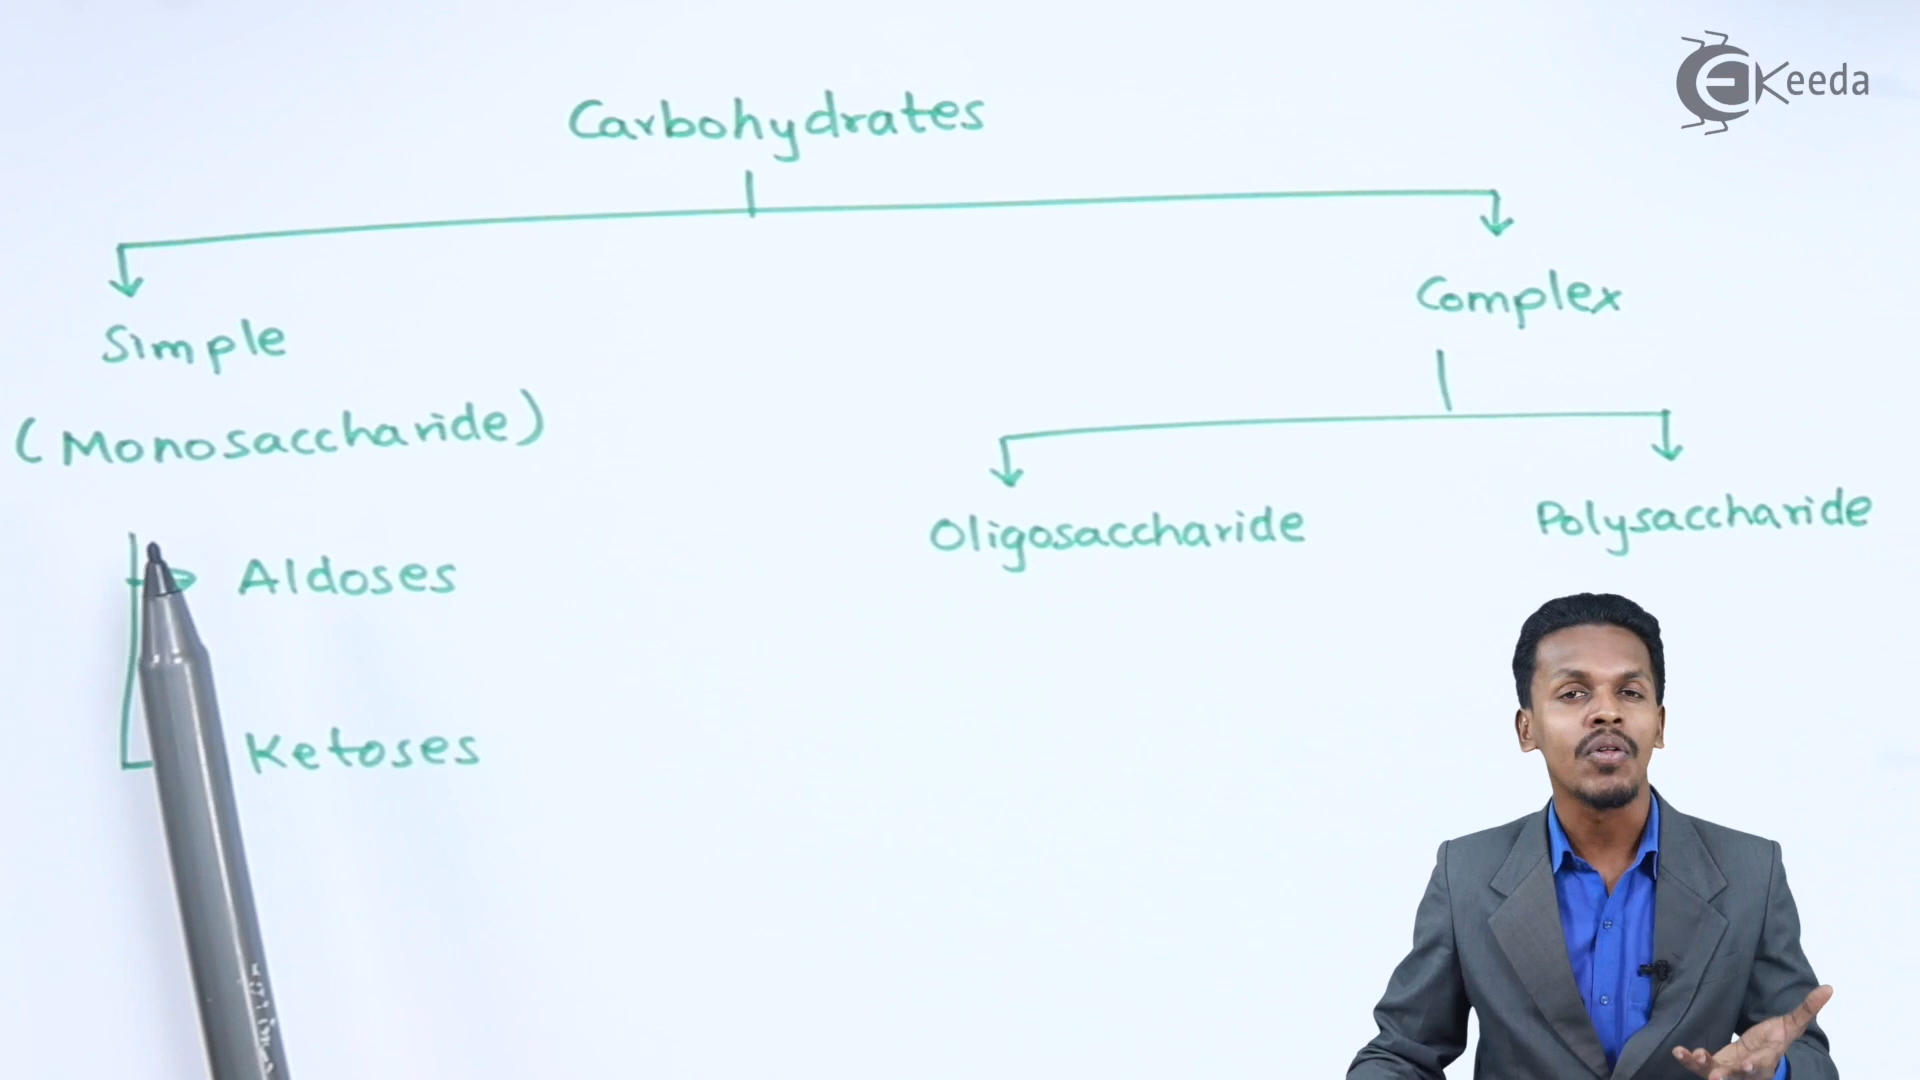 Keeda
Carbohydrates
Simple
Complex
(Monosaccharide)
Oligosaccharide
Polysaccharide
Aldoses
Ketoses